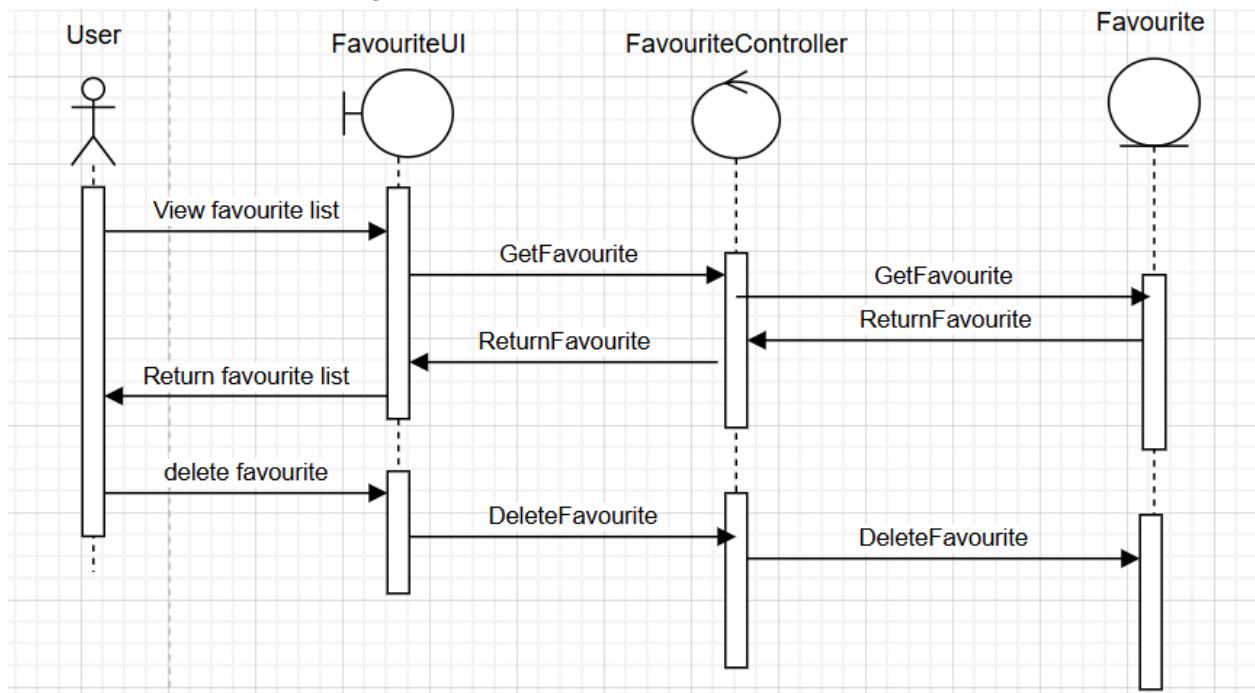 User
FavouriteUI
FavouriteController
Favourite
View favourite list
GetFavourite
GetFavourite
ReturnFavourite
ReturnFavourite
Return favourite list
delete favourite
DeleteFavourite
DeleteFavourite